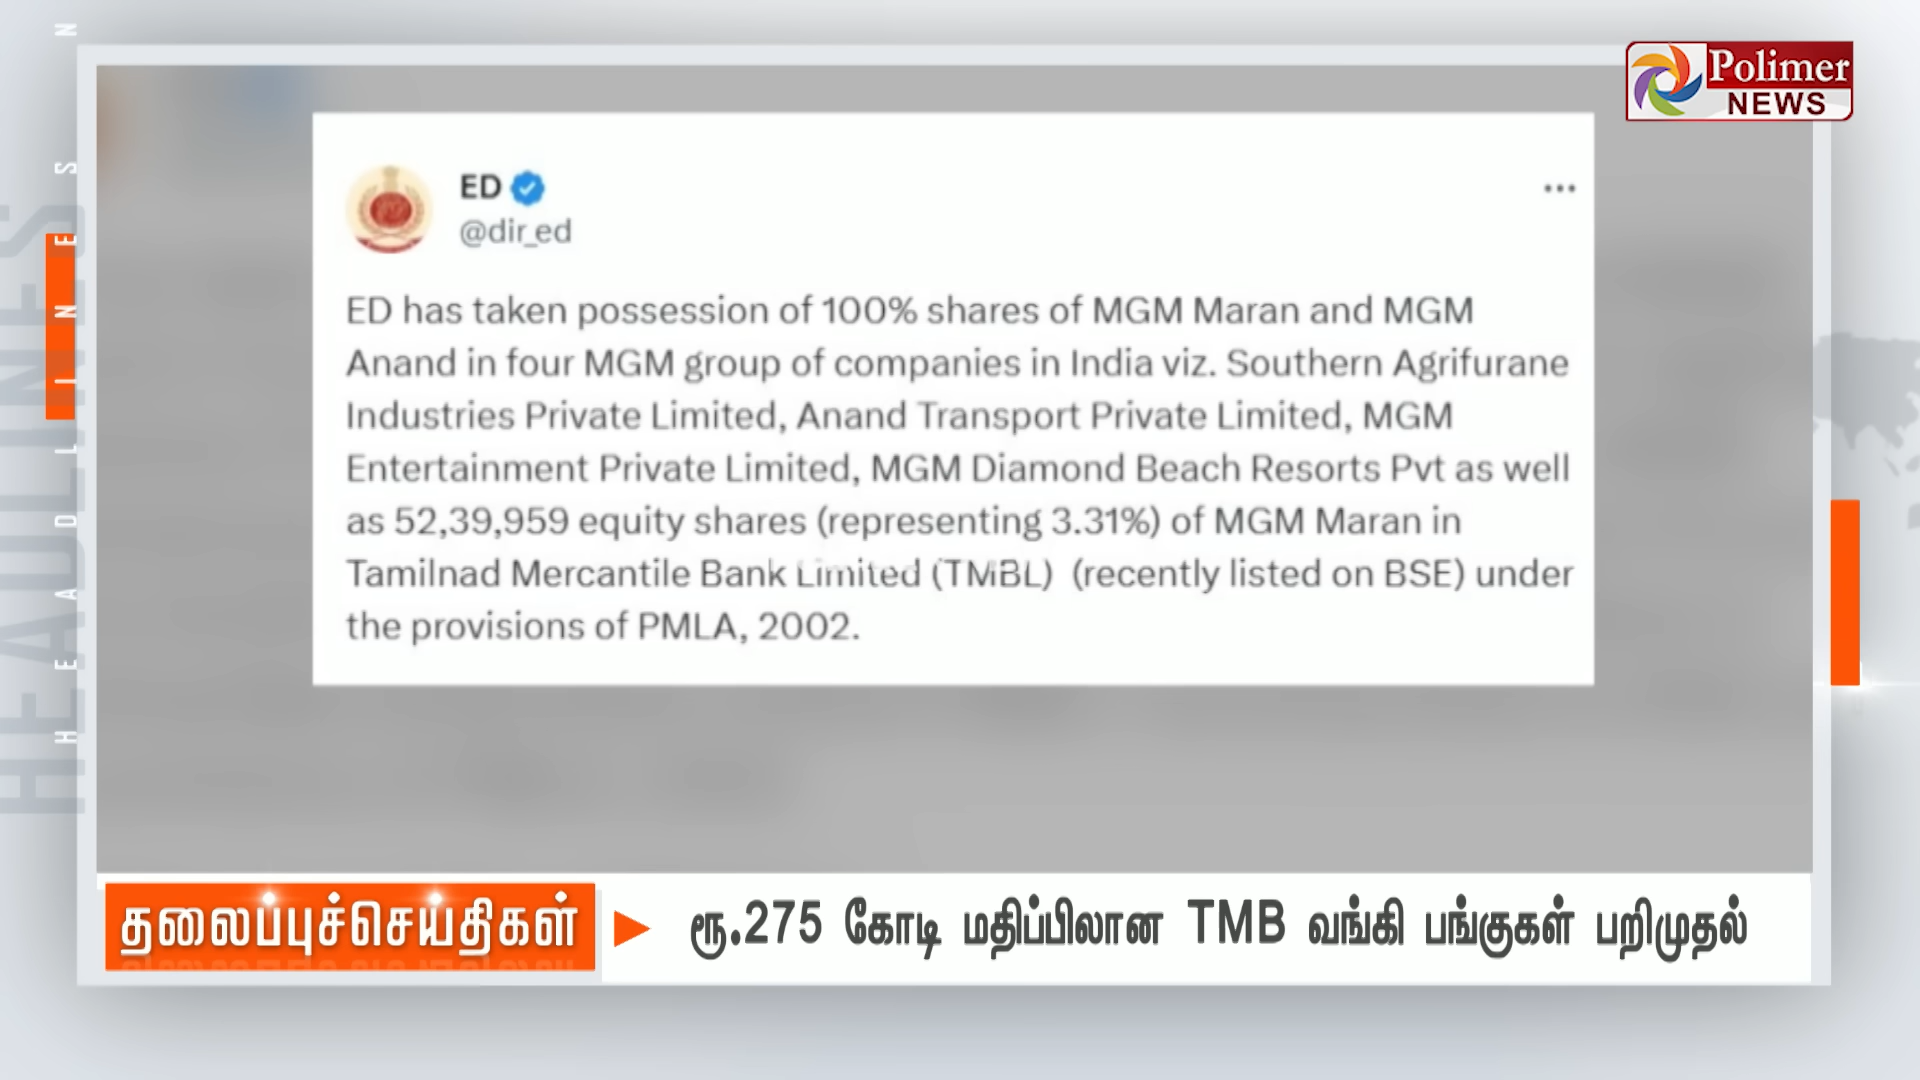 Polimer
NEWS
ED
@dir_ed
ED has taken possession of 100% shares of MGM Maran and MGM
Anand in four MGM group of companies in India viz. Southern Agrifurane
Industries Private Limited, Anand Transport Private Limited, MGM
Entertainment Private Limited, MGM Diamond Beach Resorts Pvt as well
as 52,39,959 equity shares (representing 3.31%) of MGM Maran in
Tamilnad Mercantile Bank Limited (TMBL) (recently listed on BSE) under
the provisions of PMLA, 2002.
HEADLINES
HEADLINES N
தலைப்புச்செய்திகள்
ரூ.275 கோடி மதிப்பிலான TMB வங்கி பங்குகள் பறிமுதல்